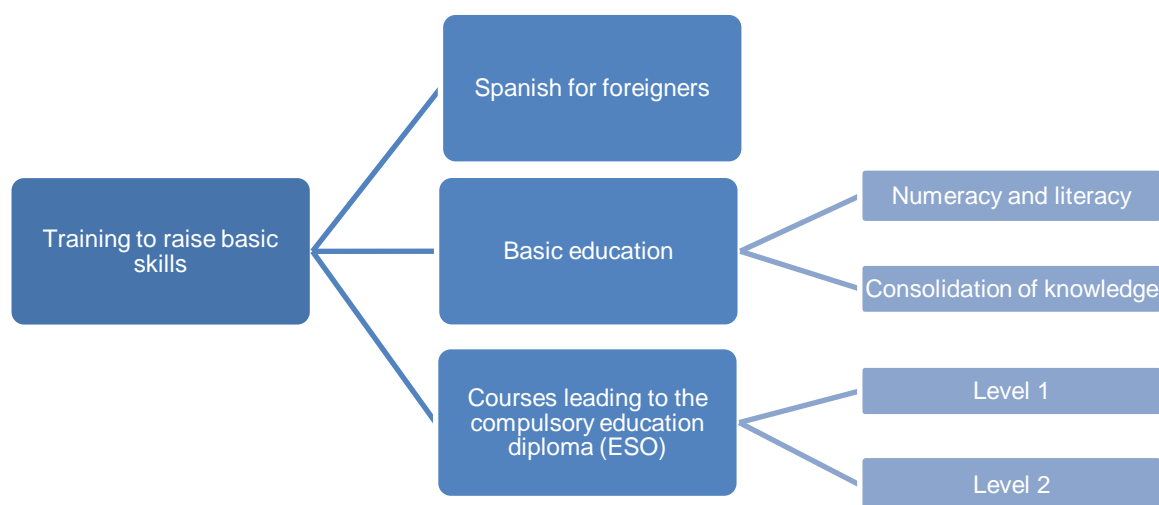 Training to raise basic
skills
Spanish for foreigners
Basic education
Numeracy and literacy
Consolidation of knowledge
Courses leading to the
compulsory education
diploma (ESO)
Level 1
Level 2